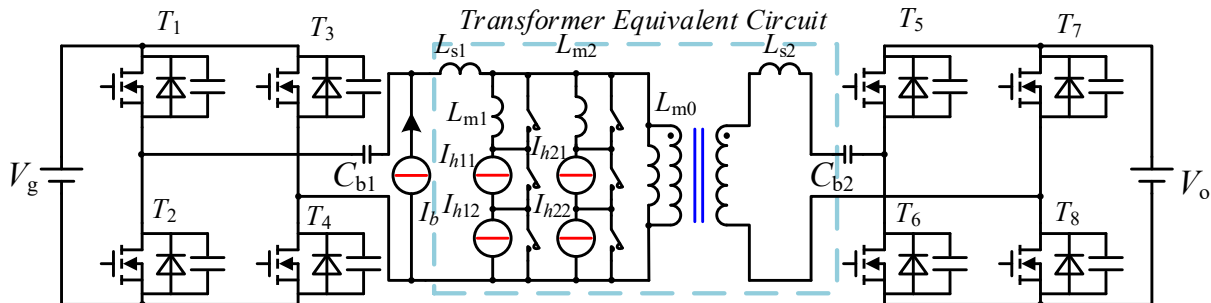 Transformer Equivalent Circuit
T1
T3
Ls1
Lm2
Ls2
T5
T7
Lm1
Lm0
Vg
Cb1
Ih11
Ih21
Cb2
Vo
Ib
Ih12
Ih22
T2
T4
T6
T8